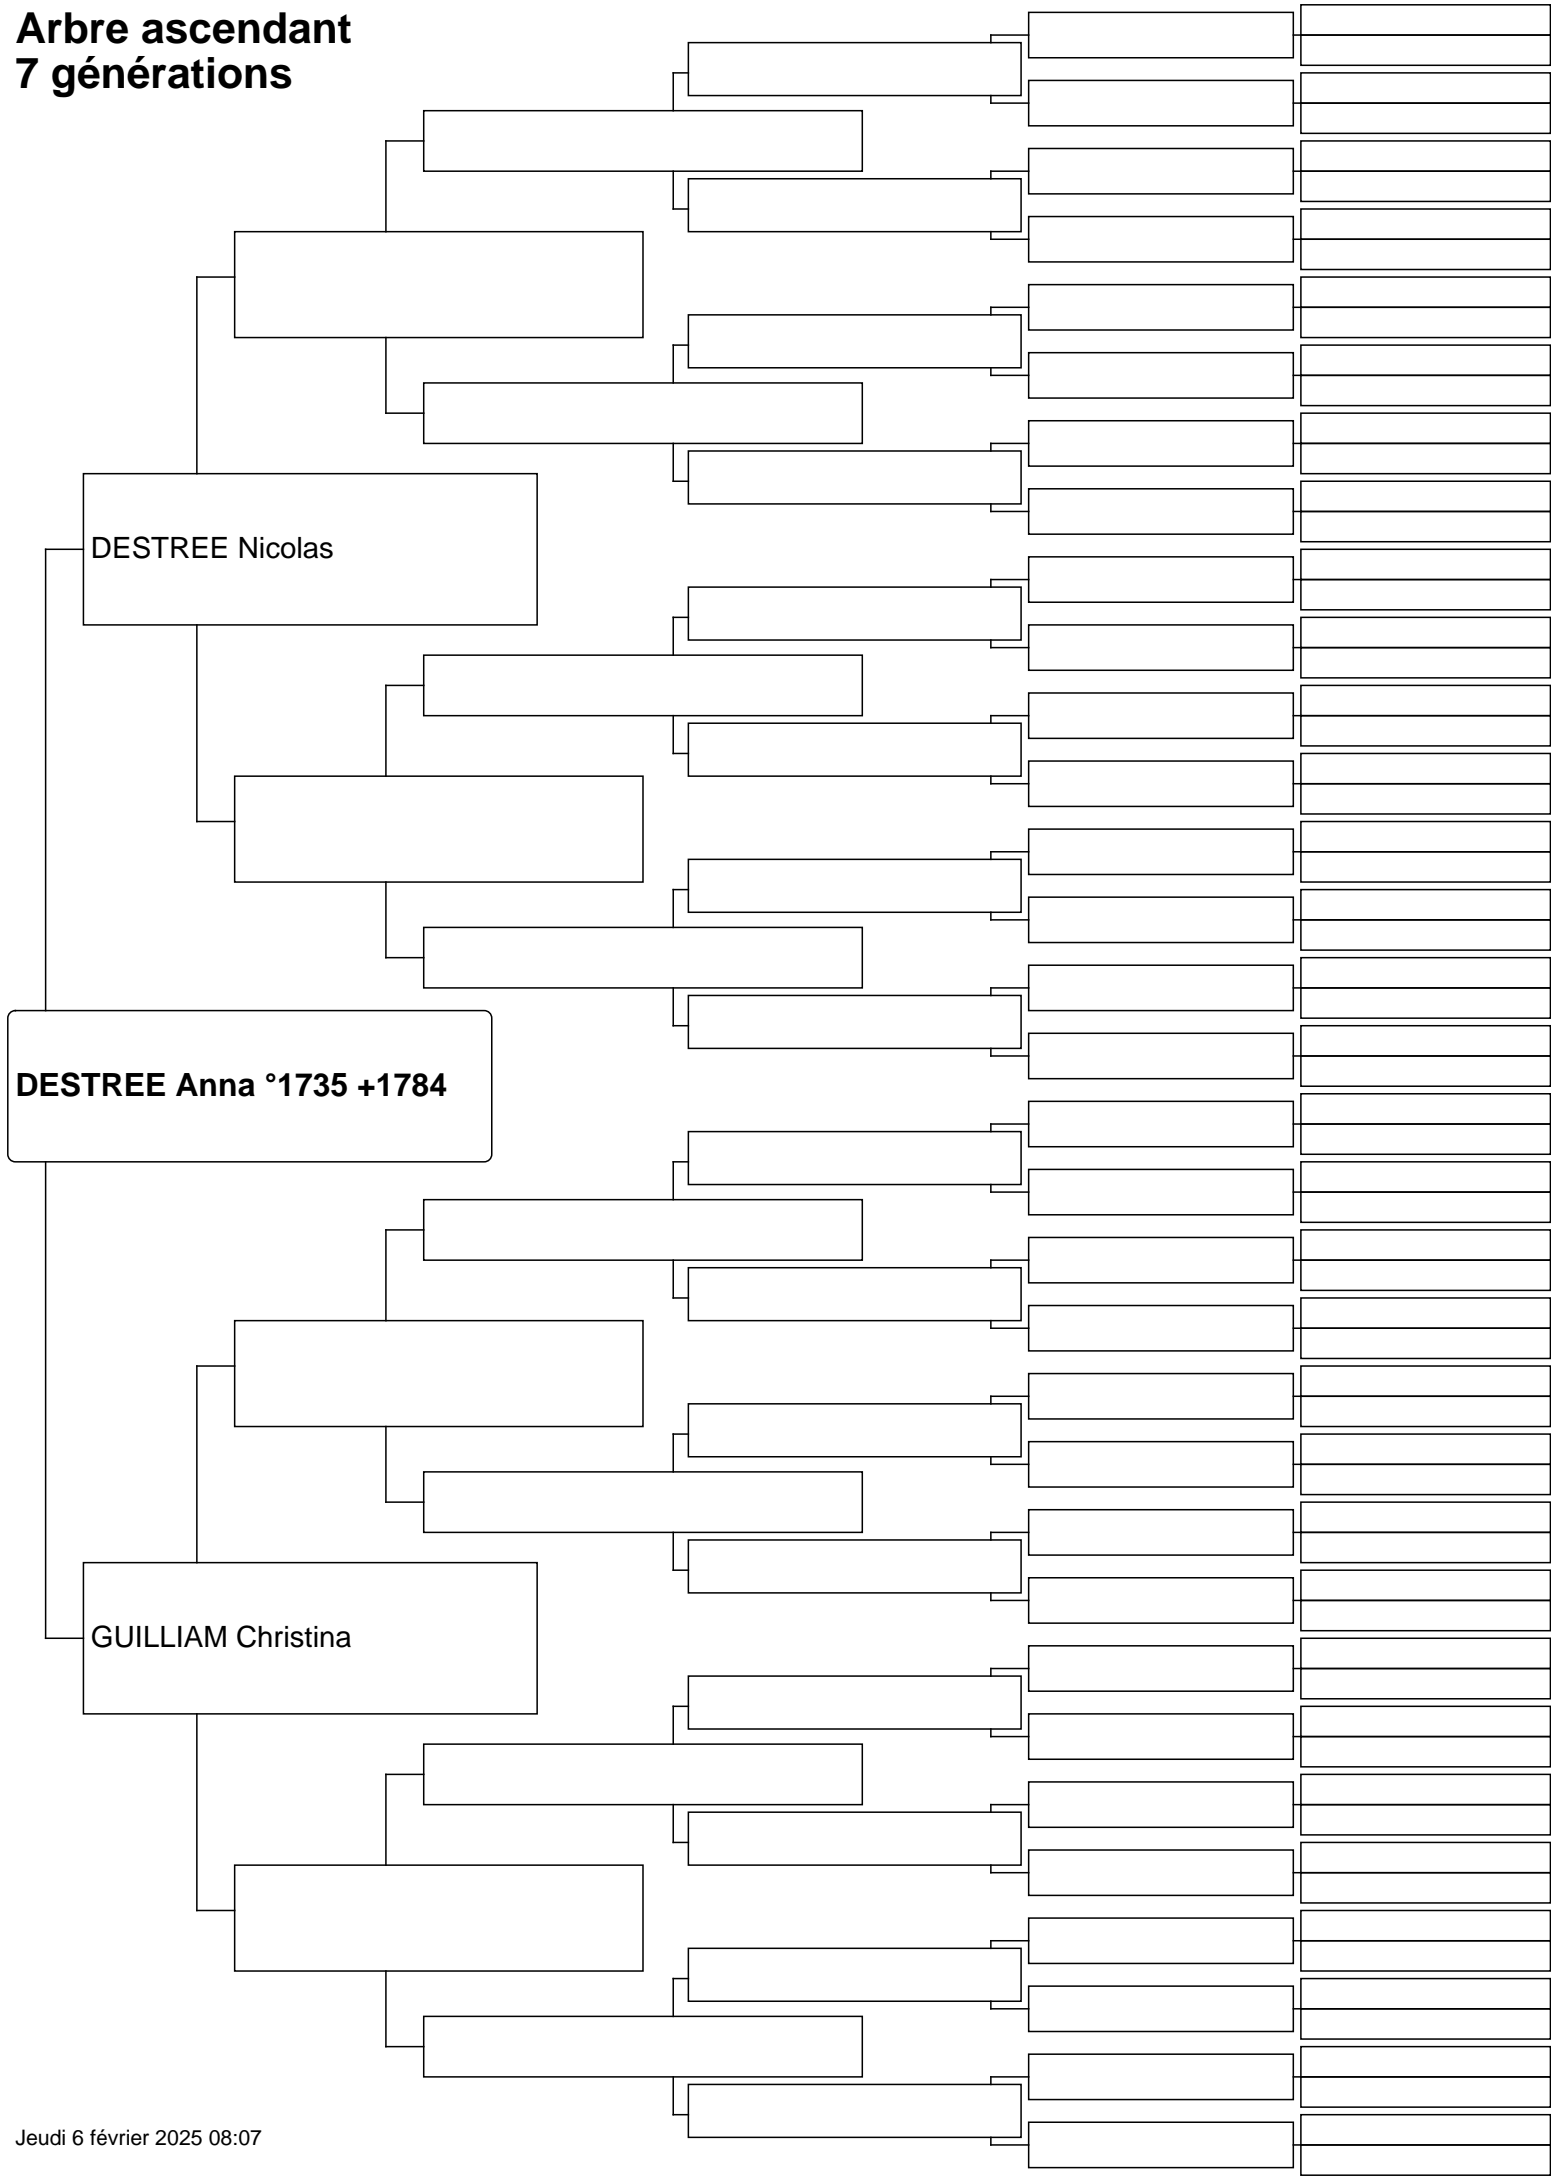 Arbre ascendant
7 générations
DESTREE Nicolas
DESTREE Anna °1735 +1784
GUILLIAM Christina
Jeudi 6 février 2025 08:07